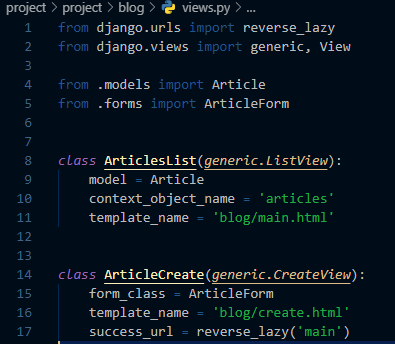 project > project > blog > views.py > ...
1 from django.urls import reverse_lazy
2 from django.views import generic, View
3
4 from .models import Article
5 from .forms import ArticleForm
6
7
8 class ArticlesList(generic.ListView):
9     model = Article
10     context_object_name = 'articles'
11     template_name = 'blog/main.html'
12
13
14 class ArticleCreate(generic.CreateView):
15     form_class = ArticleForm
16     template_name = 'blog/create.html'
17     success_url = reverse_lazy('main')